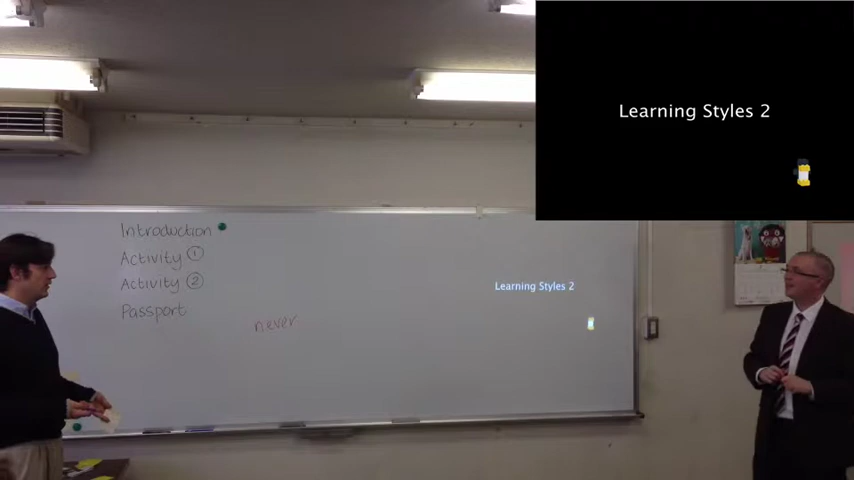 Learning Styles 2
Introduction
Activity ①
Activity ②
Passport
never
Learning Styles 2